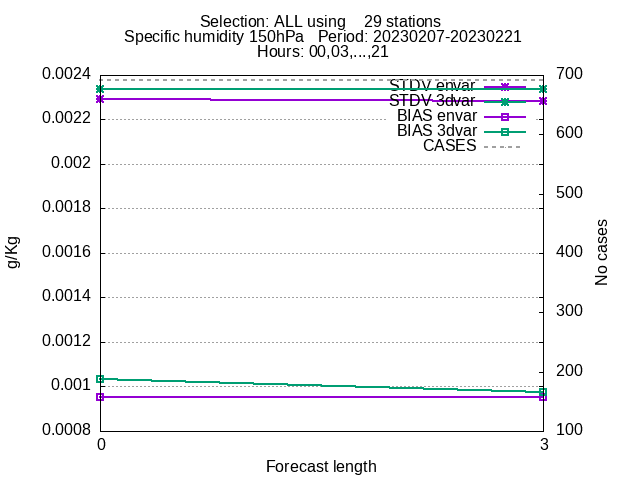 Selection: ALL using    29 stations
Specific humidity 150hPa   Period: 20230207-20230221
Hours: 00,03,...,21
0.0024
0.0022
0.002
0.0018
0.0016
0.0014
0.0012
0.001
0.0008
g/Kg
STDV envar
STDV 3dvar
BIAS envar
BIAS 3dvar
CASES
700
600
500
400
300
200
100
No cases
0
3
Forecast length